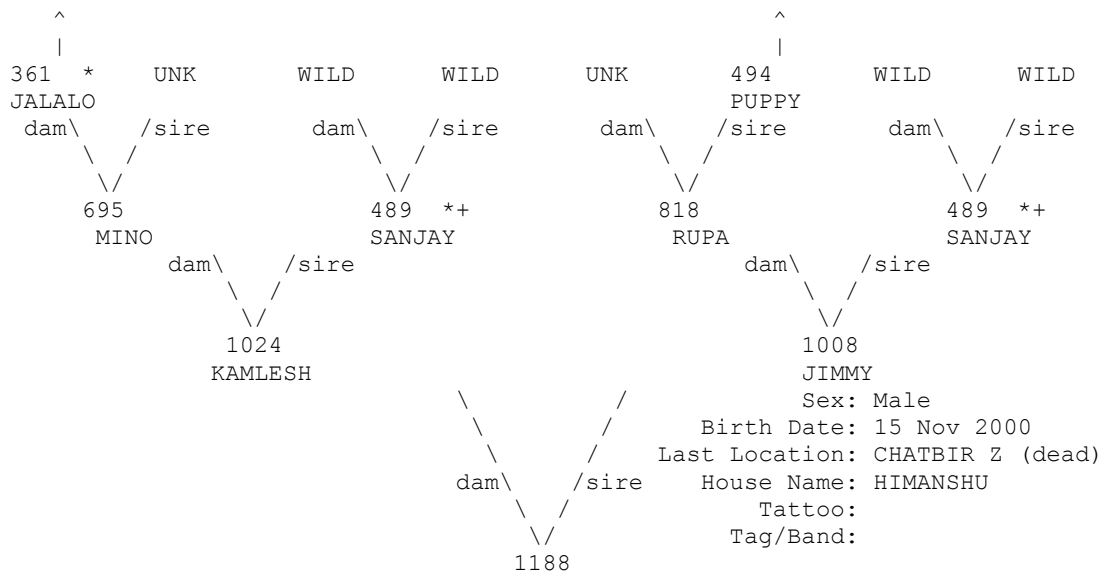 ^                                                       ^
        |                                                       |
361  *    UNK       WILD      WILD      UNK       494       WILD      WILD
JALALO                                            PUPPY
 dam\      /sire       dam\      /sire       dam\      /sire       dam\      /sire
     \  /                \  /                \  /                \  /
      \/                  \/                  \/                  \/
     695                 489  *+             818                 489  *+
      MINO               SANJAY               RUPA               SANJAY
           dam\      /sire                         dam\      /sire
               \  /                                    \  /
                \/                                      \/
               1024                                    1008
              KAMLESH                                  JIMMY
                               \          /            Sex: Male
                                \        /      Birth Date: 15 Nov 2000
                                 \      /    Last Location: CHATBIR Z (dead)
                               dam\    /sire    House Name: HIMANSHU
                                   \  /             Tattoo:
                                    \/            Tag/Band:
                                   1188